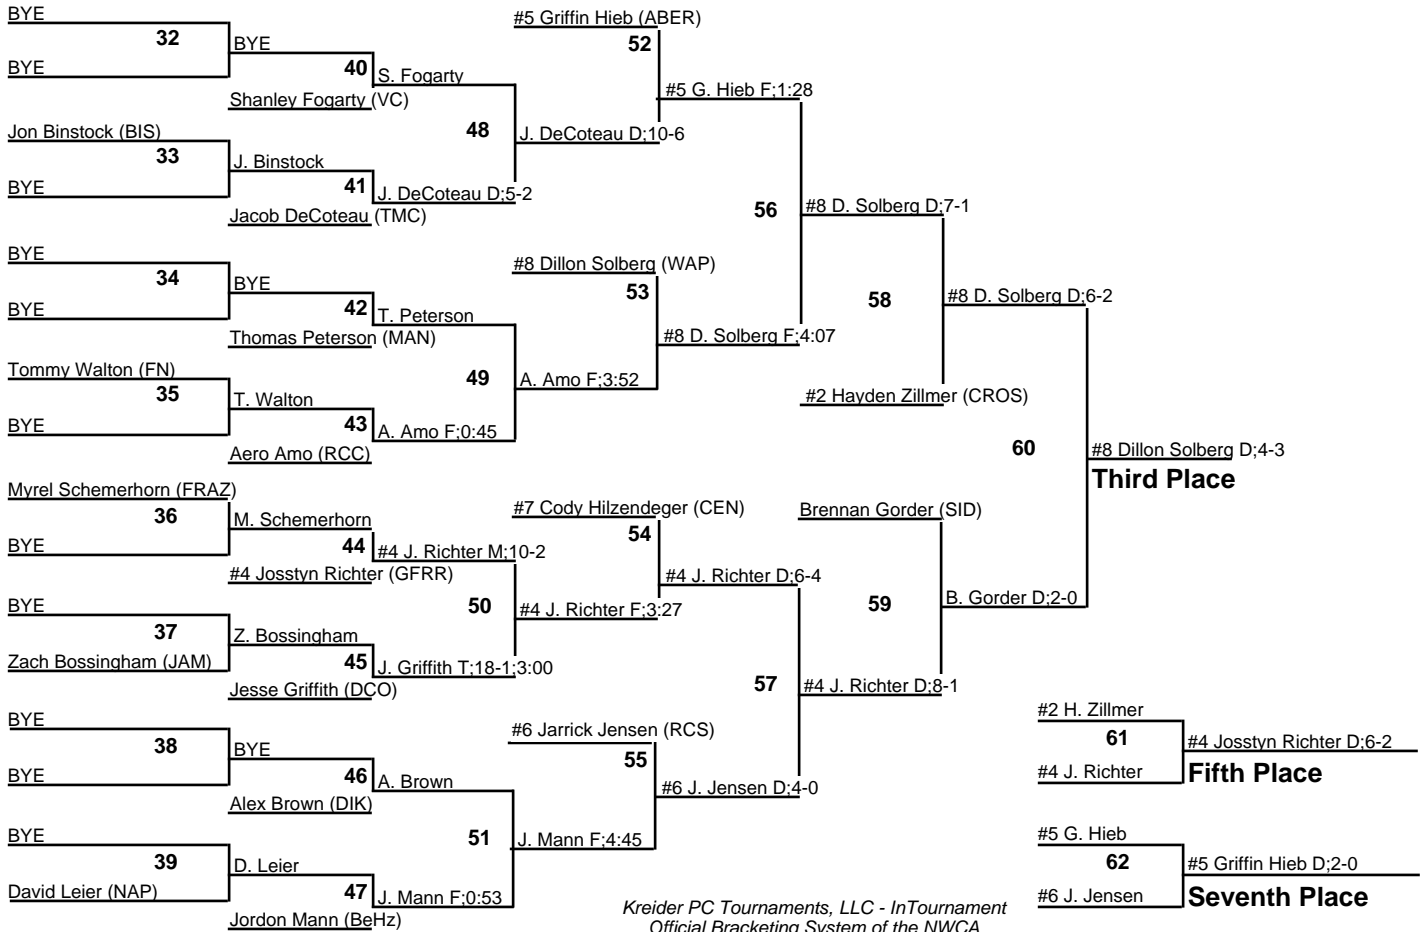 BYE
32
BYE
BYE
40
Shanley Fogarty (VC)
S. Fogarty
Jon Binstock (BIS)
33
BYE
J. Binstock
41
Jacob DeCoteau (TMC)
J. DeCoteau D;5-2
48
J. DeCoteau D;10-6
#5 Griffin Hieb (ABER)
52
#5 G. Hieb F;1:28
BYE
34
BYE
BYE
42
Thomas Peterson (MAN)
T. Peterson
Tommy Walton (FN)
35
BYE
T. Walton
43
Aero Amo (RCC)
A. Amo F;0:45
49
A. Amo F;3:52
#8 Dillon Solberg (WAP)
53
#8 D. Solberg F;4:07
56
#8 D. Solberg D;7-1
58
#2 Hayden Zillmer (CROS)
#8 D. Solberg D;6-2
60
#8 Dillon Solberg D;4-3
Third Place
Myrel Schemerhorn (FRAZ)
36
BYE
M. Schemerhorn
44
#4 Josstyn Richter (GFRR)
#4 J. Richter M;10-2
BYE
37
Zach Bossingham (JAM)
Z. Bossingham
45
Jesse Griffith (DCO)
J. Griffith T;18-1;3:00
50
#4 J. Richter F;3:27
#7 Cody Hilzendeger (CEN)
54
#4 J. Richter D;6-4
BYE
38
BYE
BYE
46
Alex Brown (DIK)
A. Brown
BYE
39
David Leier (NAP)
D. Leier
47
Jordon Mann (BeHz)
J. Mann F;0:53
51
J. Mann F;4:45
#6 Jarrick Jensen (RCS)
55
#6 J. Jensen D;4-0
57
#4 J. Richter D;8-1
Brennan Gorder (SID)
59
B. Gorder D;2-0
#2 H. Zillmer
61
#4 J. Richter
#4 Josstyn Richter D;6-2
Fifth Place
#5 G. Hieb
62
#6 J. Jensen
#5 Griffin Hieb D;2-0
Seventh Place
Kreider PC Tournaments, LLC - InTournament
Official Bracketing System of the NWCA